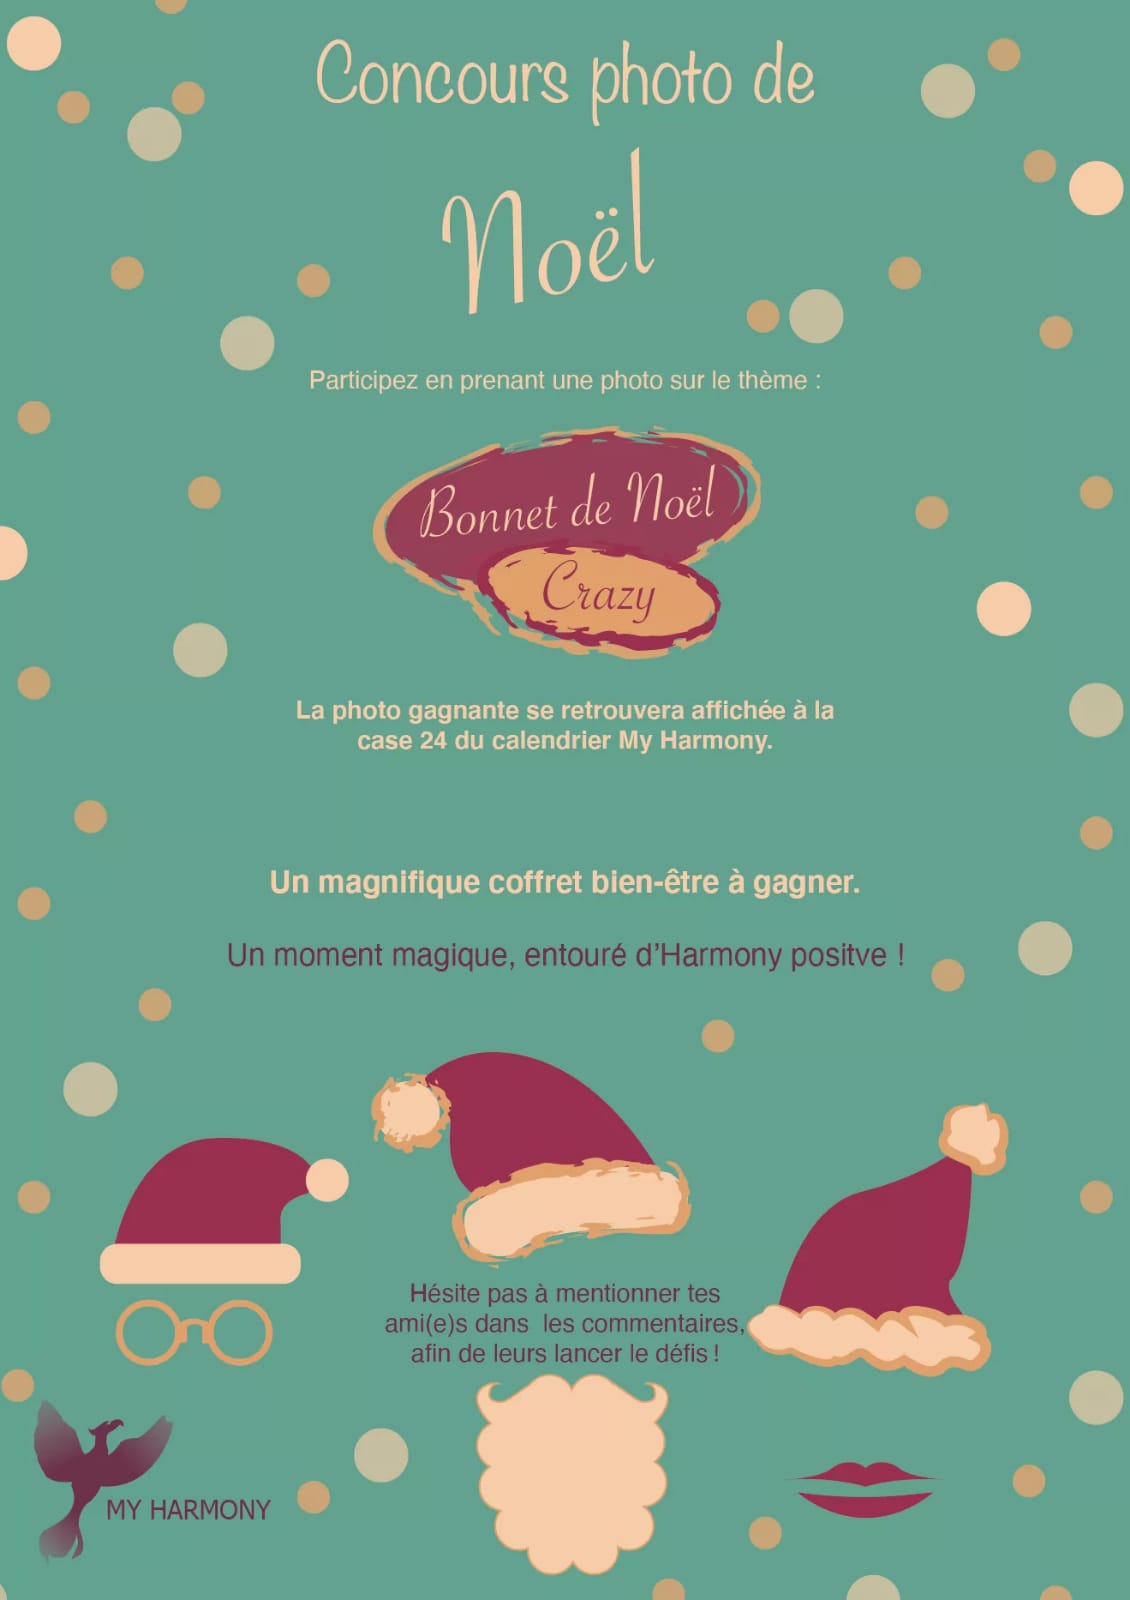 Concours photo de
Noël
Participez en prenant une photo sur le thème :
Bonnet de Noël
Crazy
La photo gagnante se retrouvera affichée à la
case 24 du calendrier My Harmony.
Un magnifique coffret bien-être à gagner.
Un moment magique, entouré d’Harmony positve !
Hésite pas à mentionner tes
ami(e)s dans  les commentaires,
afin de leurs lancer le défis !
MY HARMONY